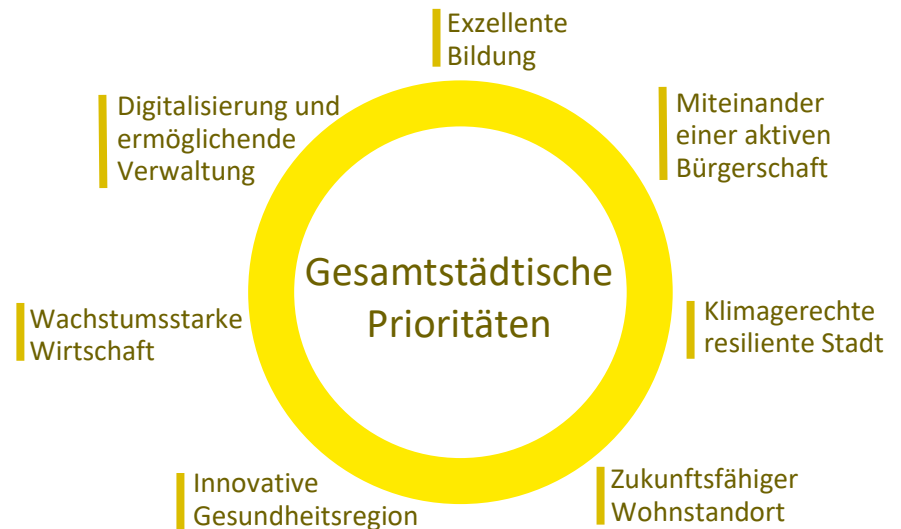 Exzellente
Bildung
Digitalisierung und
ermöglichende
Verwaltung
Miteinander
einer aktiven
Bürgerschaft
Gesamtstädtische
Prioritäten
Wachstumsstarke
Wirtschaft
Klimagerechte
resiliente Stadt
Innovative
Gesundheitsregion
Zukunftsfähiger
Wohnstandort